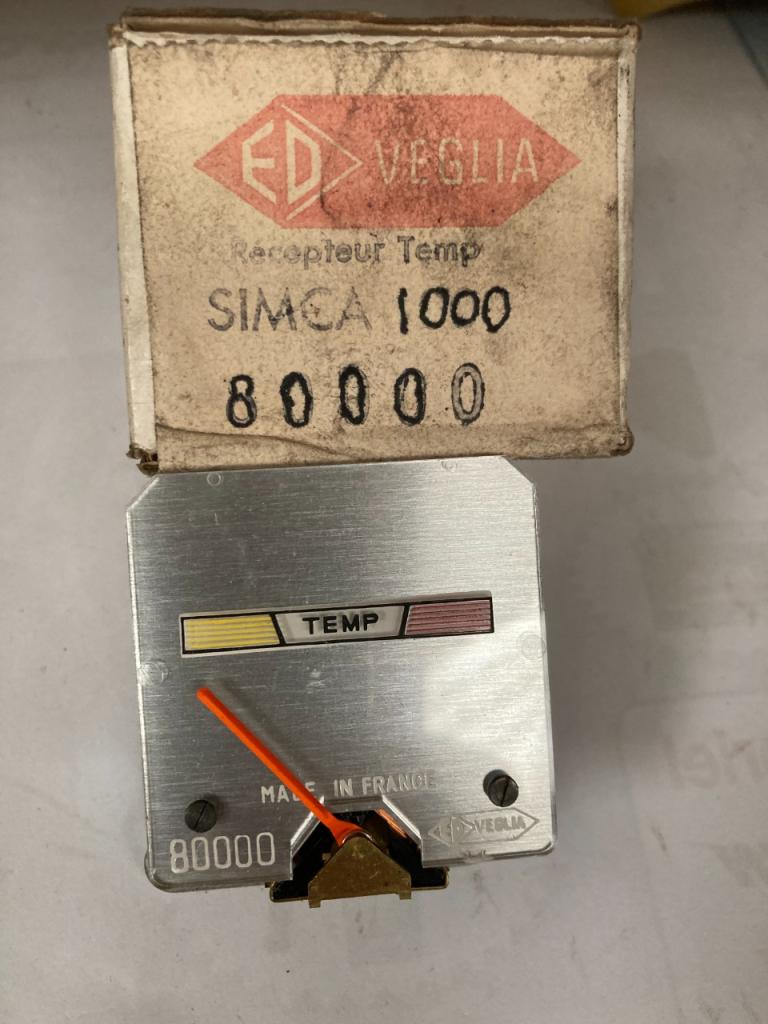 ED VEGLIA
Recepteur Temp
SIMCA 1000
80000
TEMP
MADE IN FRANCE
80000
ED VEGLIA